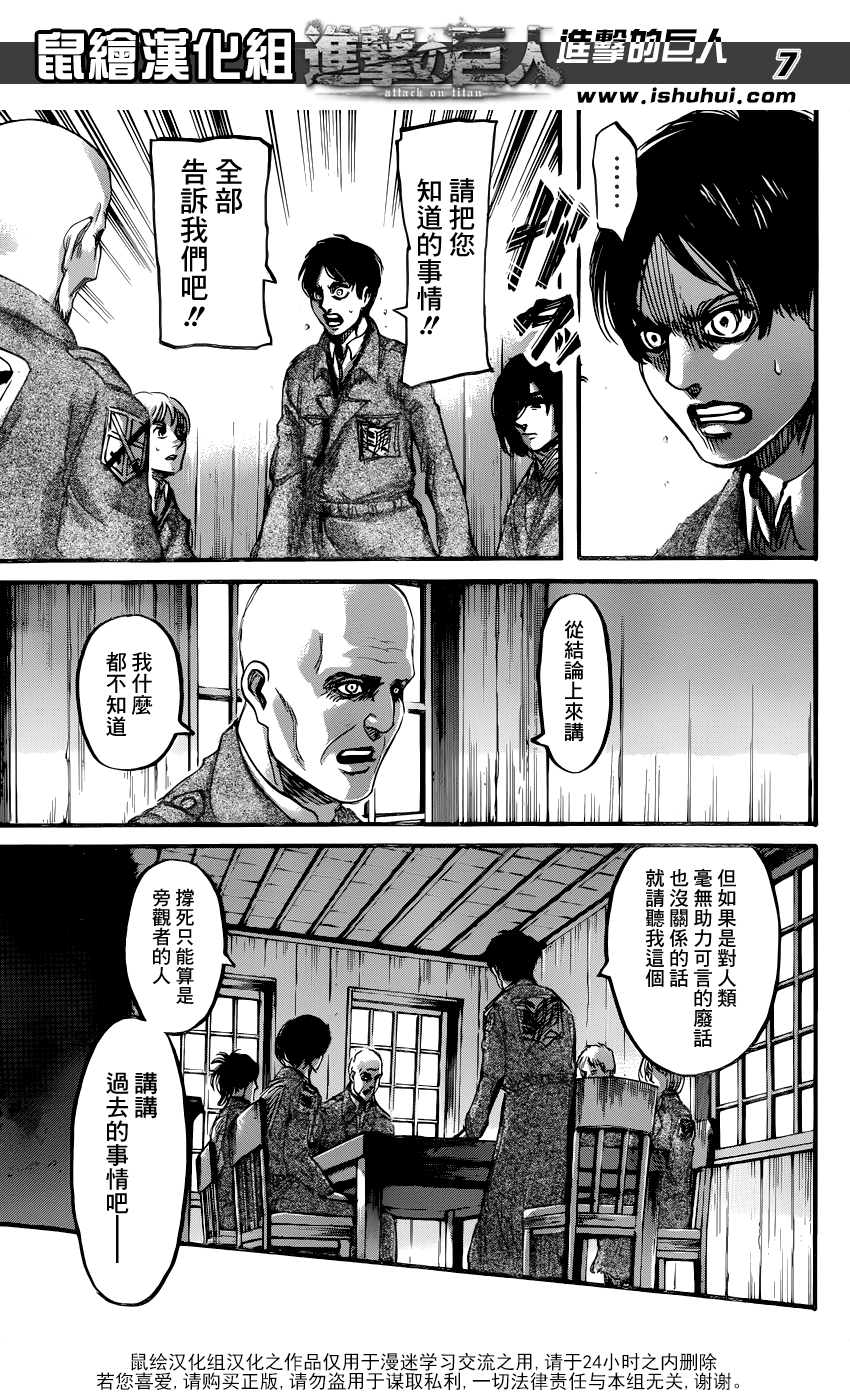 鼠繪漢化組
進撃の巨人
attack on titan
進擊的巨人
7
www.ishuhui.com
………
ガガッ
請把您
知道的事情!!
全部
告訴我們吧!!
從結論上來講
我什麼
都不知道
但如果是對人類
毫無助力可言的廢話
也沒關係的話
就請聽我這個
撐死只能算是
旁觀者的人
講講
過去的事情吧——
鼠绘汉化组汉化之作品仅用于漫迷学习交流之用,请于24小时之内删除
若您喜爱,请购买正版,请勿盗用于谋取私利,一切法律责任与本组无关,谢谢。